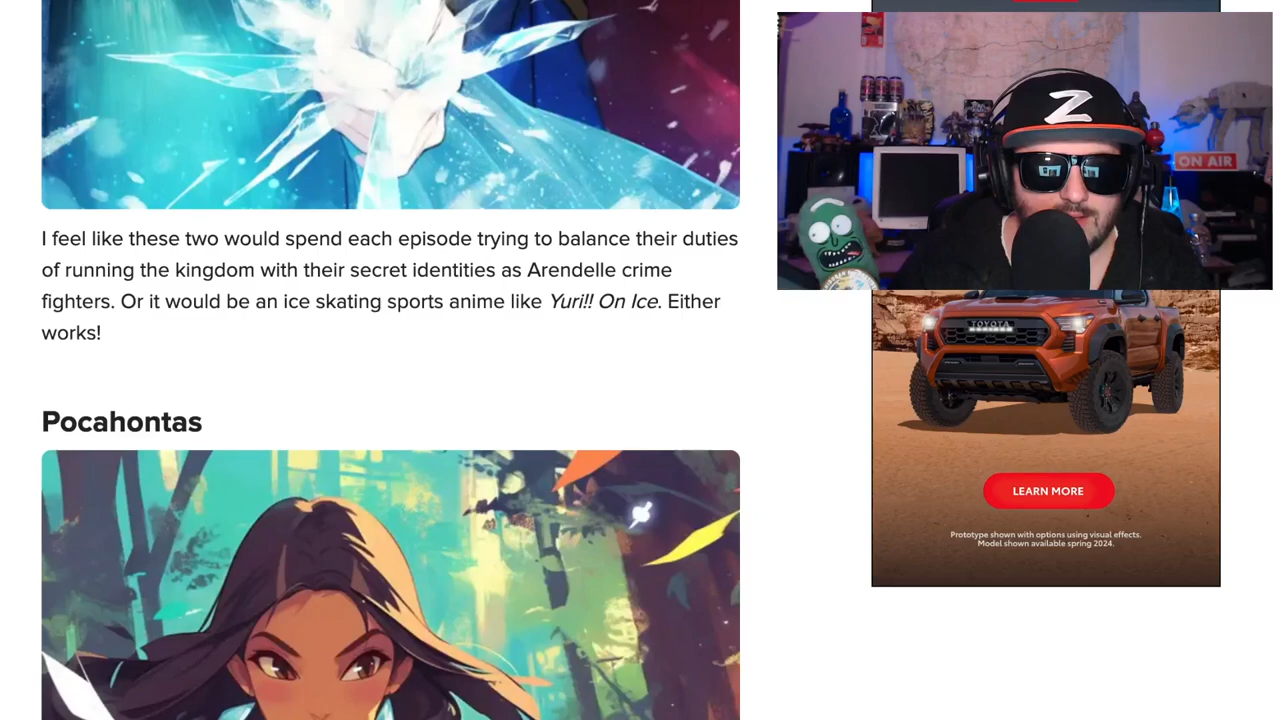 I feel like these two would spend each episode trying to balance their duties
of running the kingdom with their secret identities as Arendelle crime
fighters. Or it would be an ice skating sports anime like Yuri!! On Ice. Either
works!
Pocahontas
Z
ON AIR
TOYOTA
LEARN MORE
Prototype shown with options using visual effects.
Model shown available spring 2024.